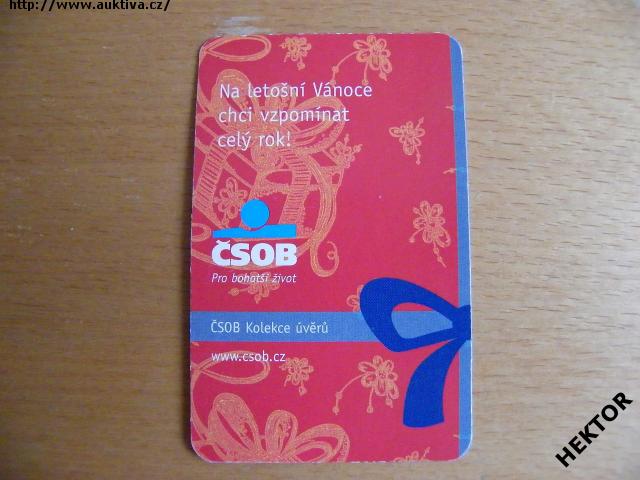 http://www.auktiva.cz/
Na letošní Vánoce
chci vzpomínat
celý rok!
ČSOB
Pro bohatší život
ČSOB Kolekce úvěrů
www.csob.cz
HEKTOR